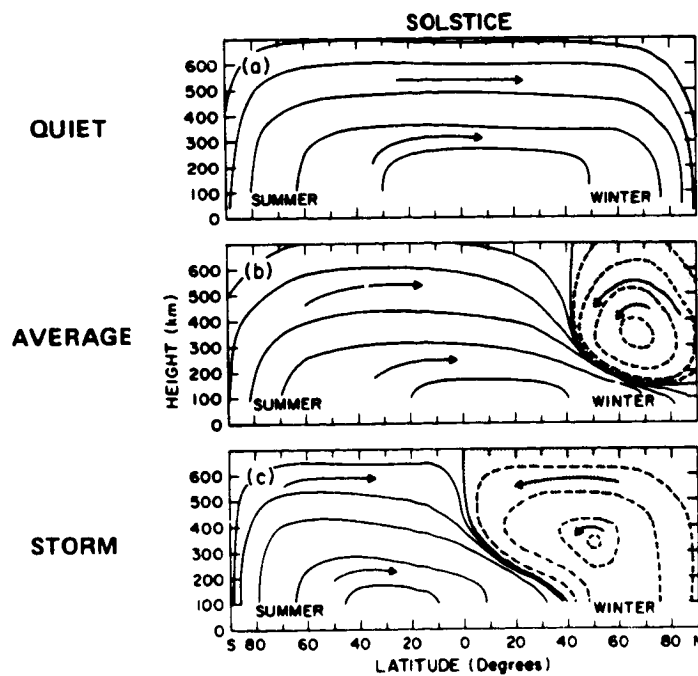 SOLSTICE
QUIET
(a)
600
500
400
300
200
100
0
SUMMER
WINTER
AVERAGE
HEIGHT (km)
(b)
600
500
400
300
200
100
0
SUMMER
WINTER
STORM
(c)
600
500
400
300
200
100
0
SUMMER
WINTER
S 80 60 40 20 0 20 40 60 80 N
LATITUDE (Degrees)